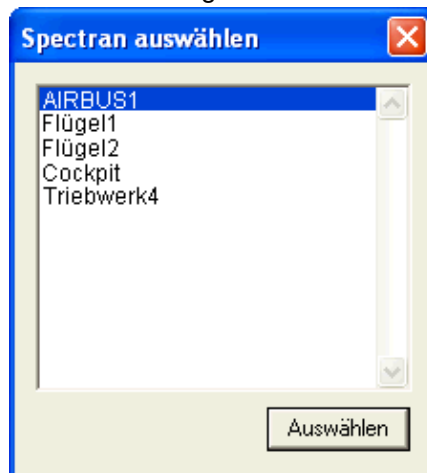 Spectran auswählen
AIRBUS1
Flügel1
Flügel2
Cockpit
Triebwerk4
Auswählen